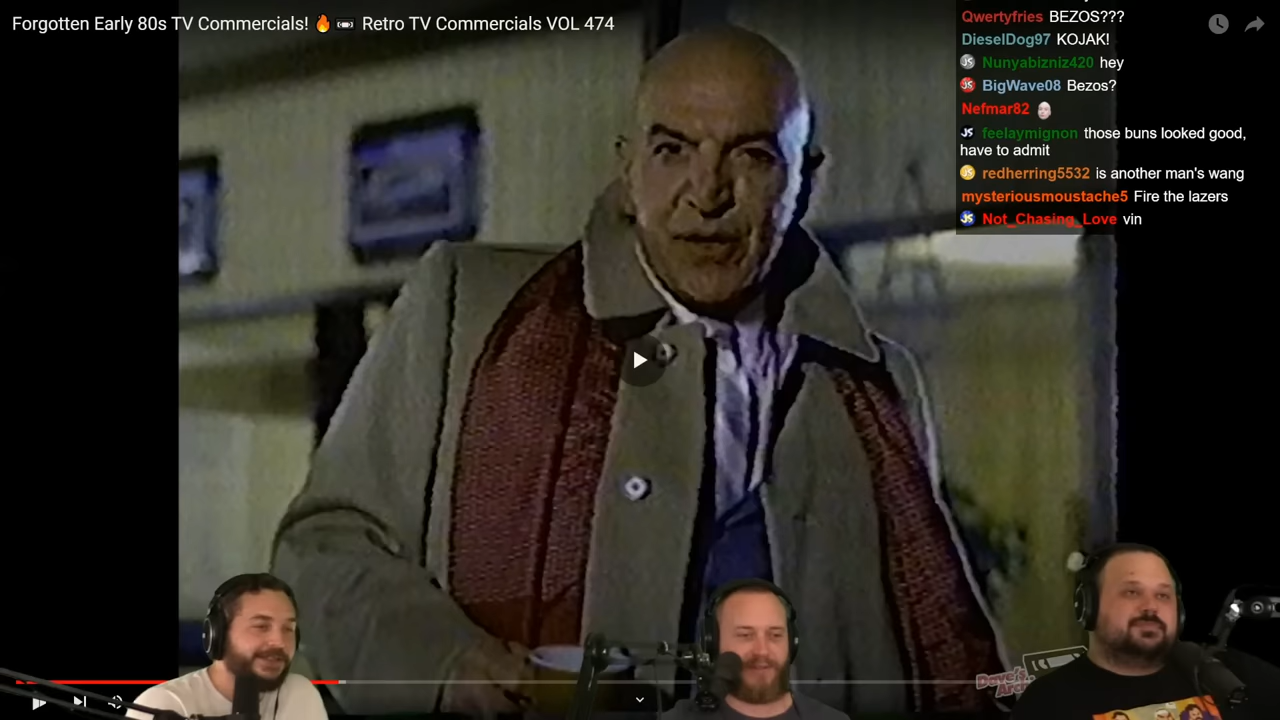 Forgotten Early 80s TV Commercials! 🔥📼 Retro TV Commercials VOL 474
Qwertyfries BEZOS???
DieselDog97 KOJAK!
Nunyabizniz420 hey
BigWave08 Bezos?
Nefmar82
feelaymignon those buns looked good,
have to admit
redherring5532 is another man's wang
mysteriousmoustache5 Fire the lazers
Not_Chasing_Love vin
Dave's